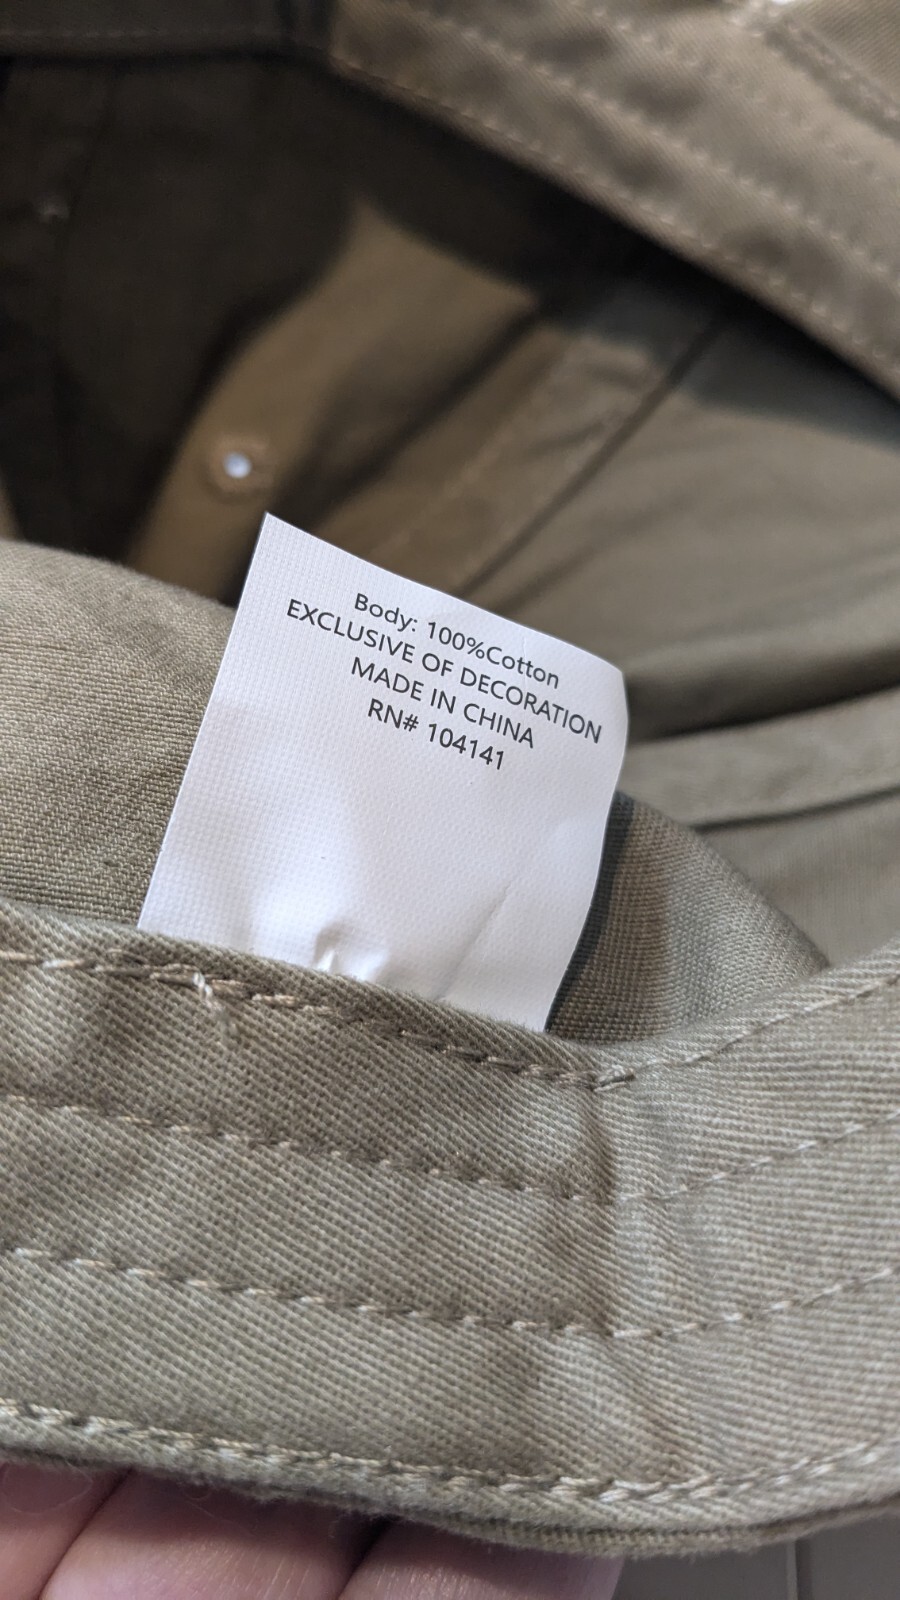 Body: 100%Cotton
EXCLUSIVE OF DECORATION
MADE IN CHINA
RN# 104141